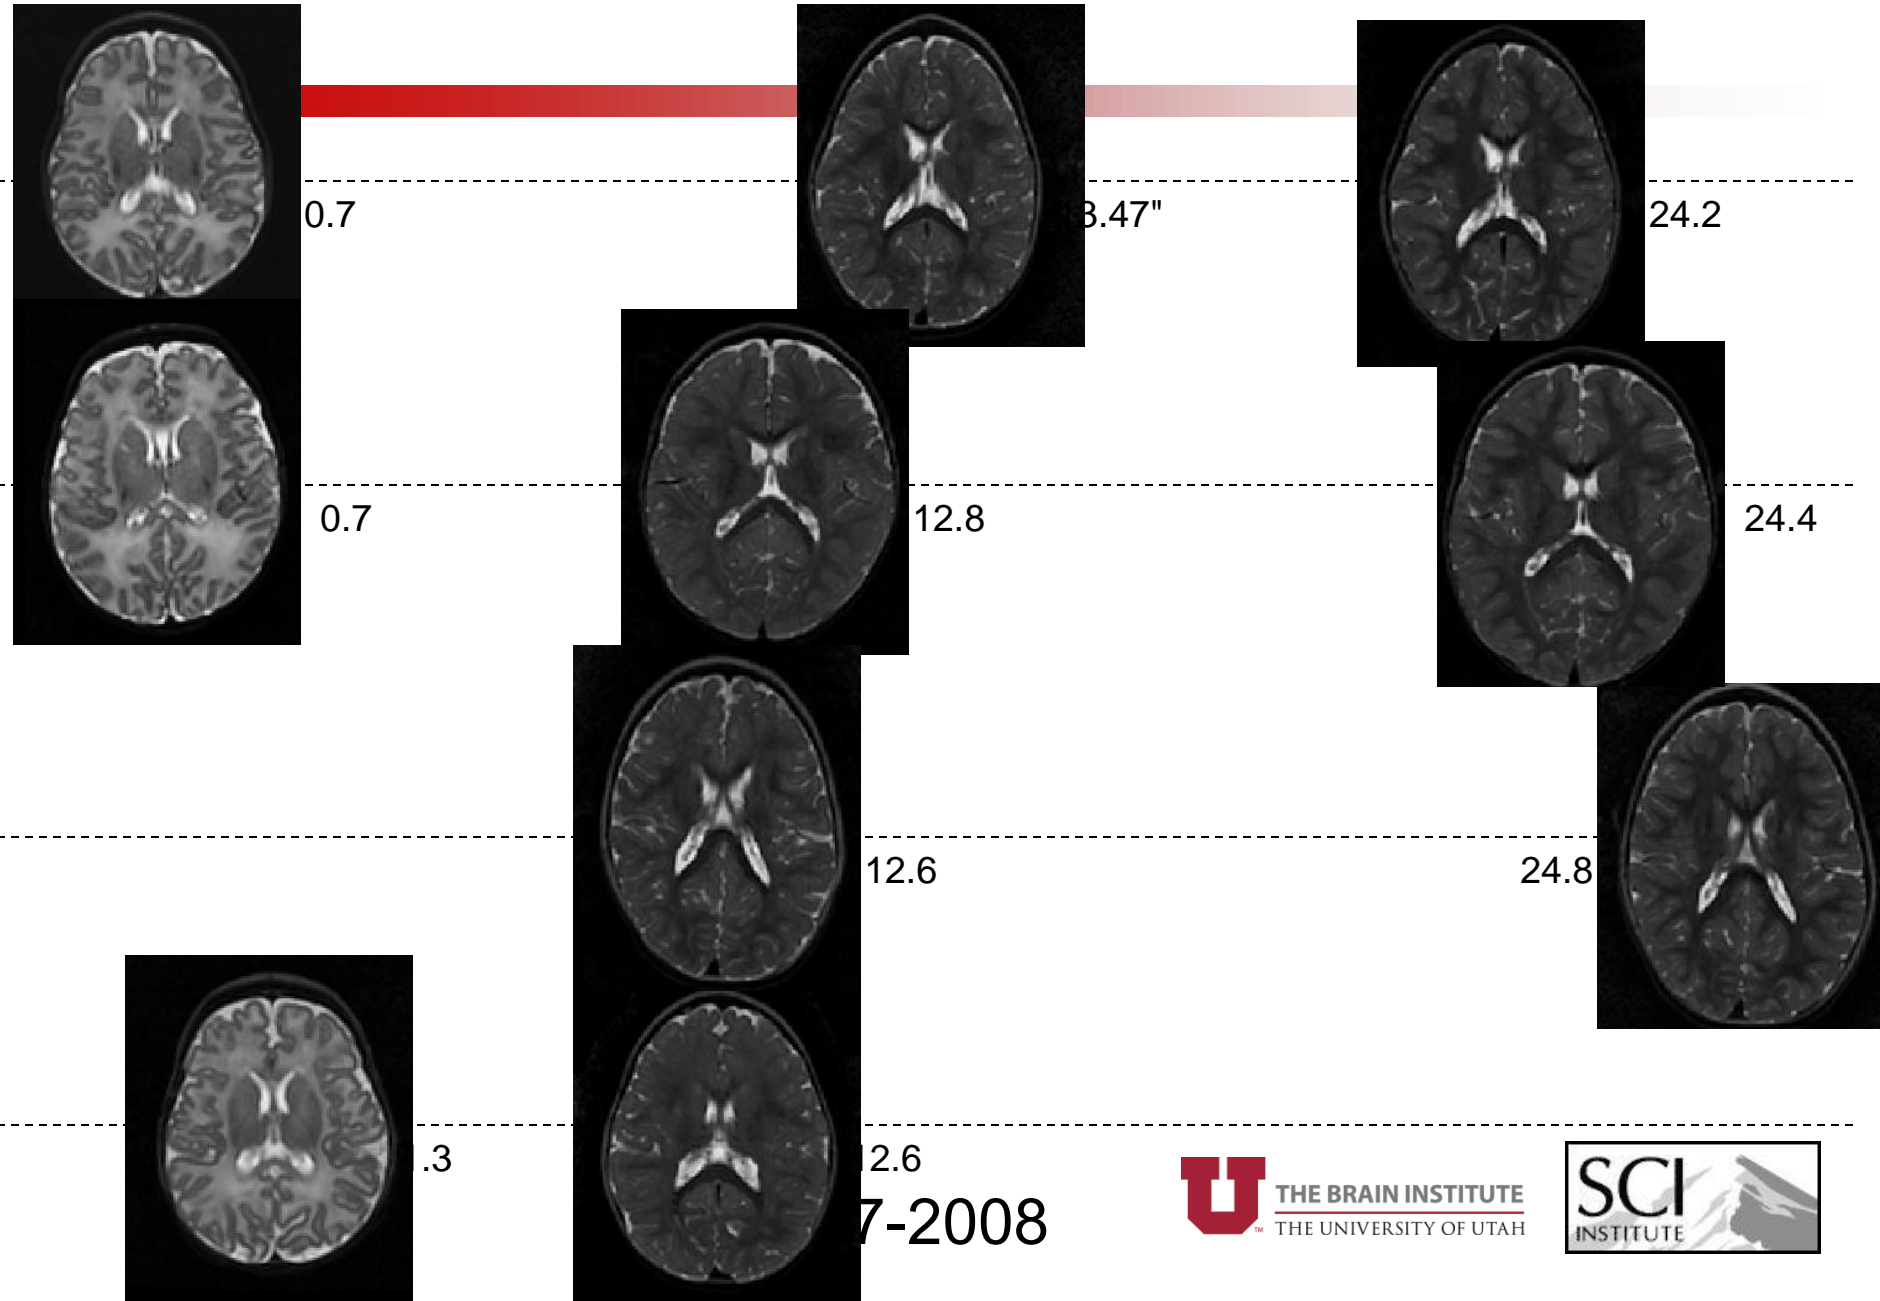 0.7
3.47"
24.2
0.7
12.8
24.4
12.6
24.8
.3
12.6
7-2008
THE BRAIN INSTITUTE
THE UNIVERSITY OF UTAH
U
TM
SCI
INSTITUTE